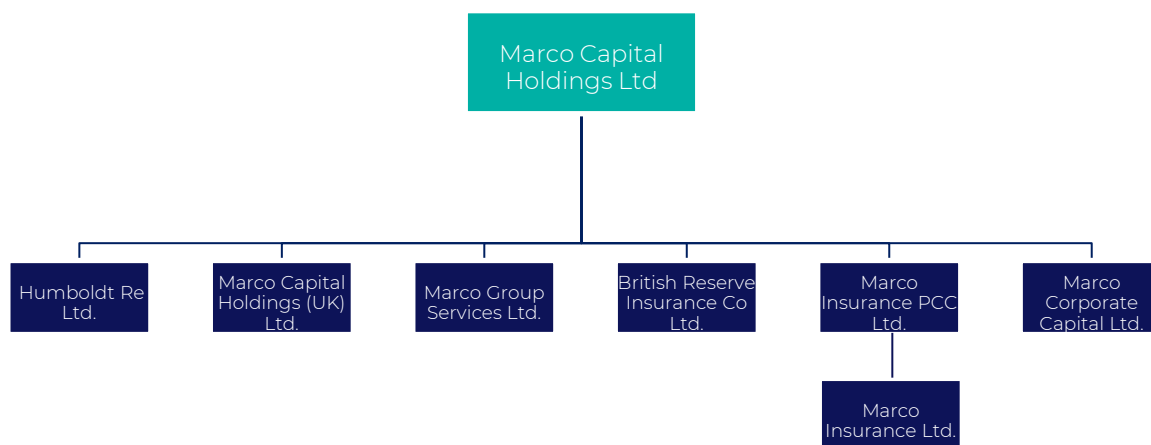 Marco Capital
Holdings Ltd
Humboldt Re
Ltd.
Marco Capital
Holdings (UK)
Ltd.
Marco Group
Services Ltd.
British Reserve
Insurance Co
Ltd.
Marco
Insurance PCC
Ltd.
Marco
Corporate
Capital Ltd.
Marco
Insurance Ltd.